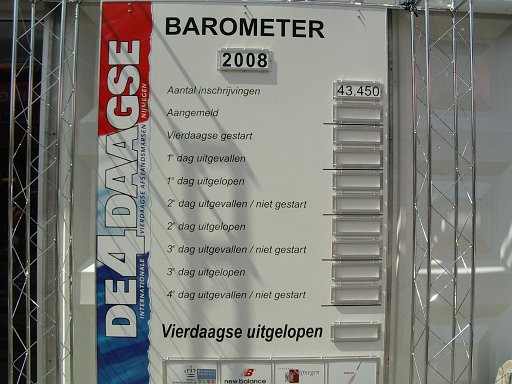 BAROMETER
2008
Aantal inschrijvingen 43.450
Aangemeld
Vierdaagse gestart
1e dag uitgevallen
1e dag uitgelopen
2e dag uitgevallen / niet gestart
2e dag uitgelopen
3e dag uitgevallen / niet gestart
3e dag uitgelopen
4e dag uitgevallen / niet gestart
Vierdaagse uitgelopen
DE 4DAAGSE
INTERNATIONALE VIERDAAGSE AFSTANDSMARSEN NIJMEGEN
new balance
Nijmegen